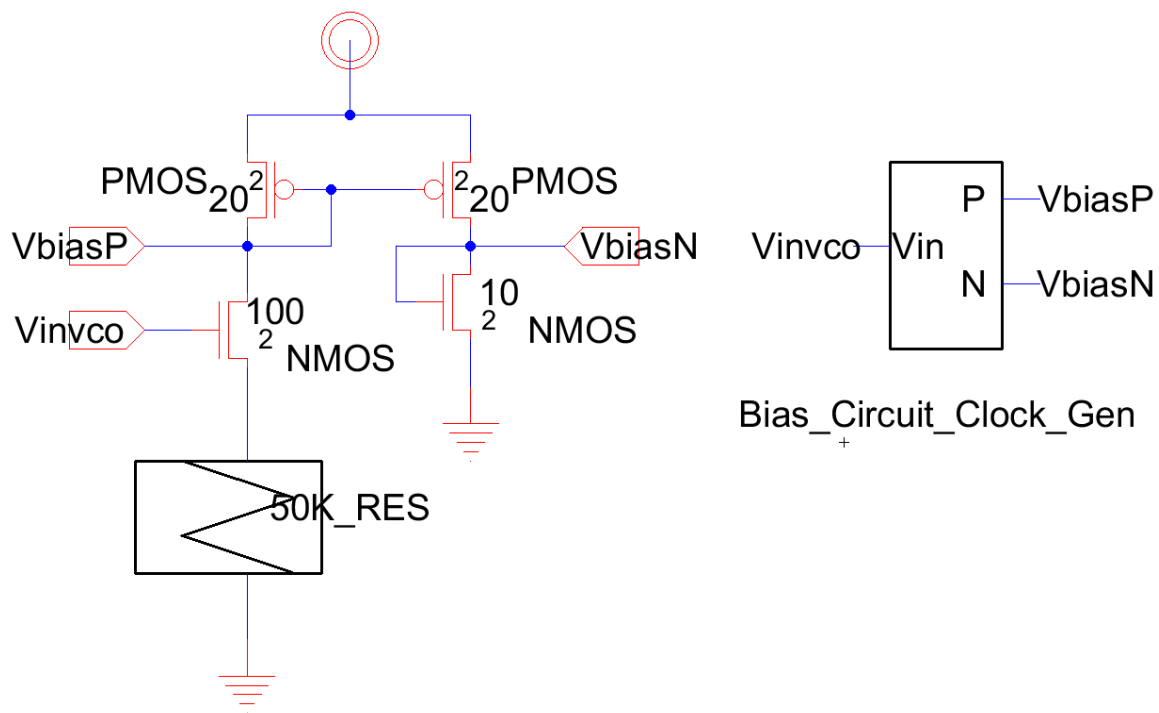 PMOS
20
2
2
20
PMOS
VbiasP
VbiasN
100
2
NMOS
Vinvco
10
2
NMOS
50K_RES
P
VbiasP
Vinvco
Vin
N
VbiasN
Bias_Circuit_Clock_Gen